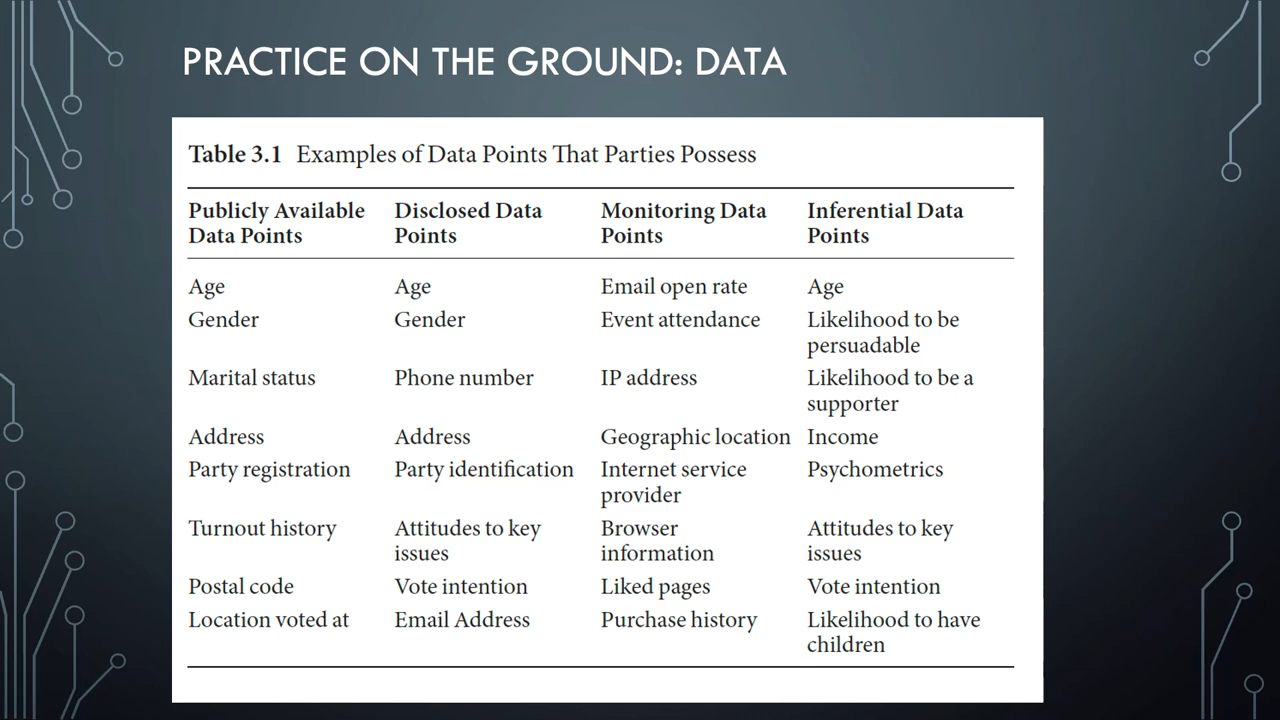 PRACTICE ON THE GROUND: DATA
Table 3.1 Examples of Data Points That Parties Possess
Publicly Available Data Points | Disclosed Data Points | Monitoring Data Points | Inferential Data Points
Age | Age | Email open rate | Age
Gender | Gender | Event attendance | Likelihood to be persuadable
Marital status | Phone number | IP address | Likelihood to be a supporter
Address | Address | Geographic location | Income
Party registration | Party identification | Internet service provider | Psychometrics
Turnout history | Attitudes to key issues | Browser information | Attitudes to key issues
Postal code | Vote intention | Liked pages | Vote intention
Location voted at | Email Address | Purchase history | Likelihood to have children